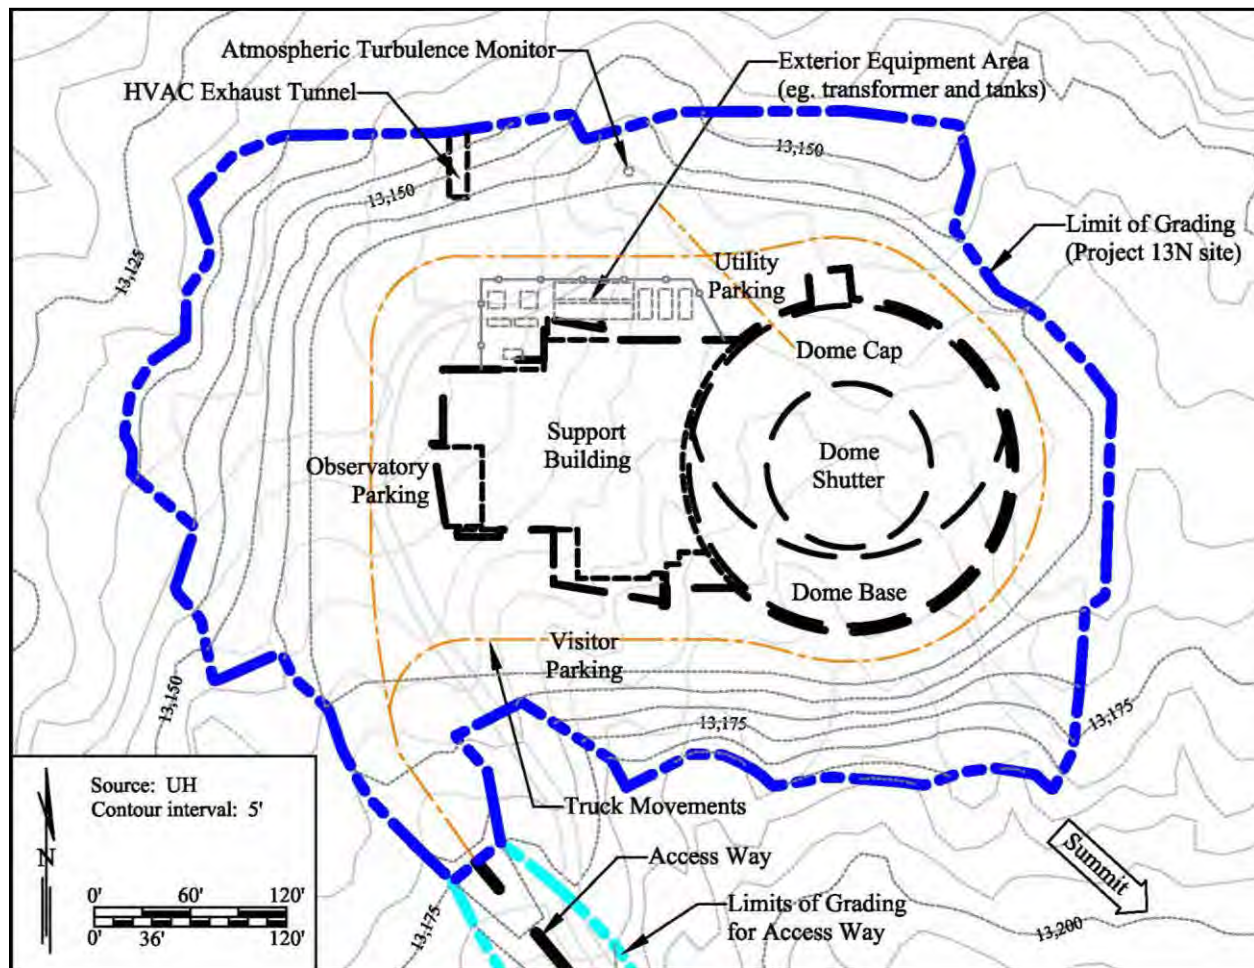 Atmospheric Turbulence Monitor
HVAC Exhaust Tunnel
Exterior Equipment Area
(eg. transformer and tanks)
13,150
13,150
13,125
Limit of Grading
(Project 13N site)
Utility
Parking
Dome Cap
Support
Building
Dome
Shutter
Observatory
Parking
Dome Base
Visitor
Parking
13,150
13,175
13,175
Truck Movements
Access Way
Limits of Grading
for Access Way
Summit
13,175
13,200
Source: UH
Contour interval: 5'
N
0' 60' 120'
0' 36' 120'